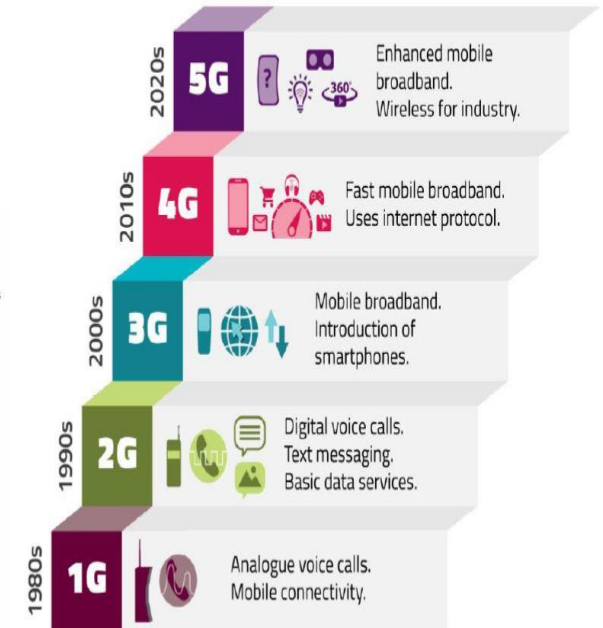 2020s
5G
?
360°
Enhanced mobile
broadband.
Wireless for industry.
2010s
4G
Fast mobile broadband.
Uses internet protocol.
2000s
3G
Mobile broadband.
Introduction of
smartphones.
1990s
2G
Digital voice calls.
Text messaging.
Basic data services.
1980s
1G
Analogue voice calls.
Mobile connectivity.